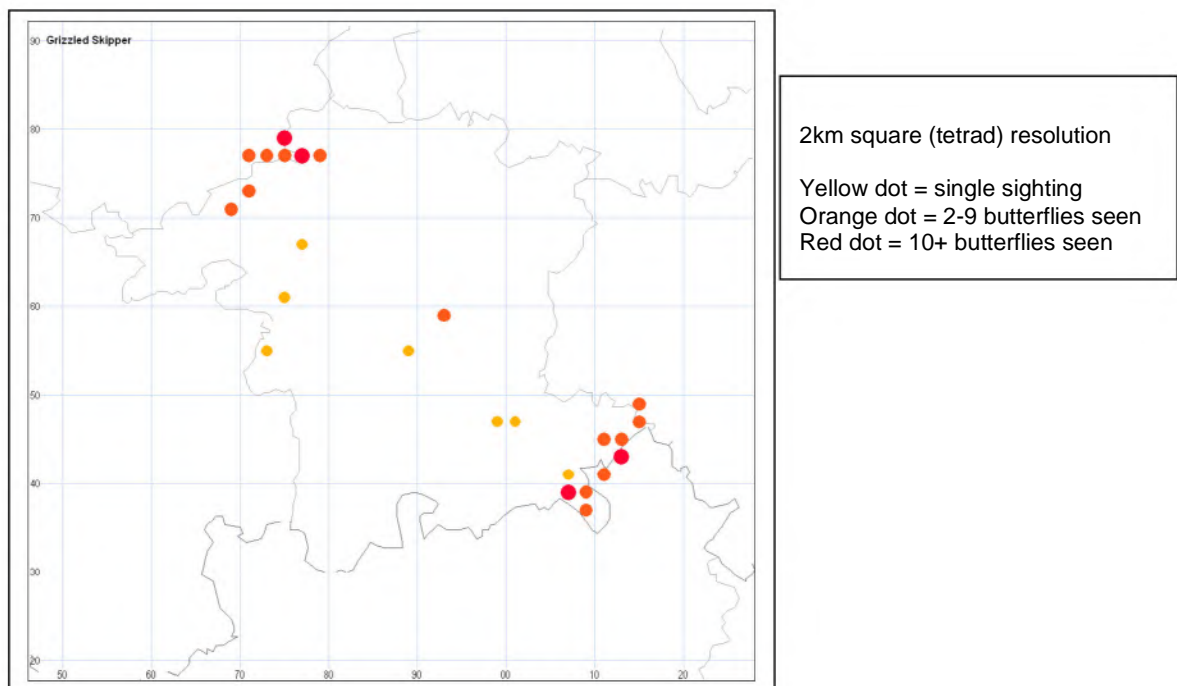 90 Grizzled Skipper
80
70
60
50
40
30
20
50 60 70 80 90 00 10 20
2km square (tetrad) resolution
Yellow dot = single sighting
Orange dot = 2-9 butterflies seen
Red dot = 10+ butterflies seen